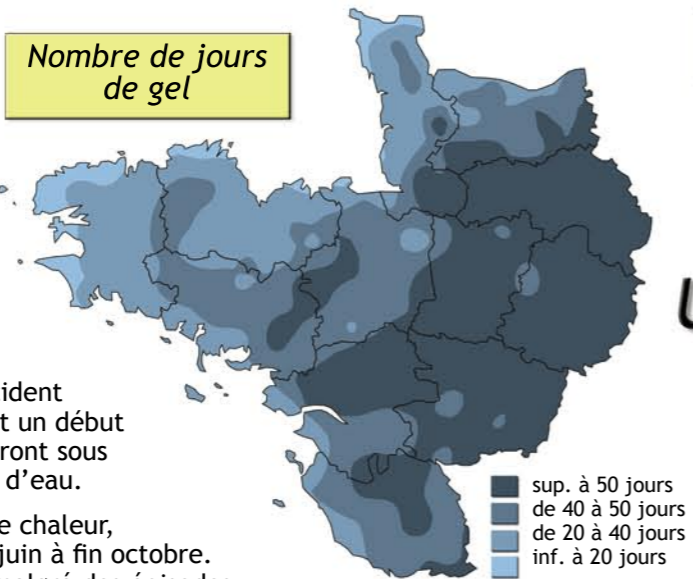 Nombre de jours
de gel
sup. à 50 jours
de 40 à 50 jours
de 20 à 40 jours
inf. à 20 jours
t un début
ront sous
d’eau.
e chaleur,
juin à fin octobre.